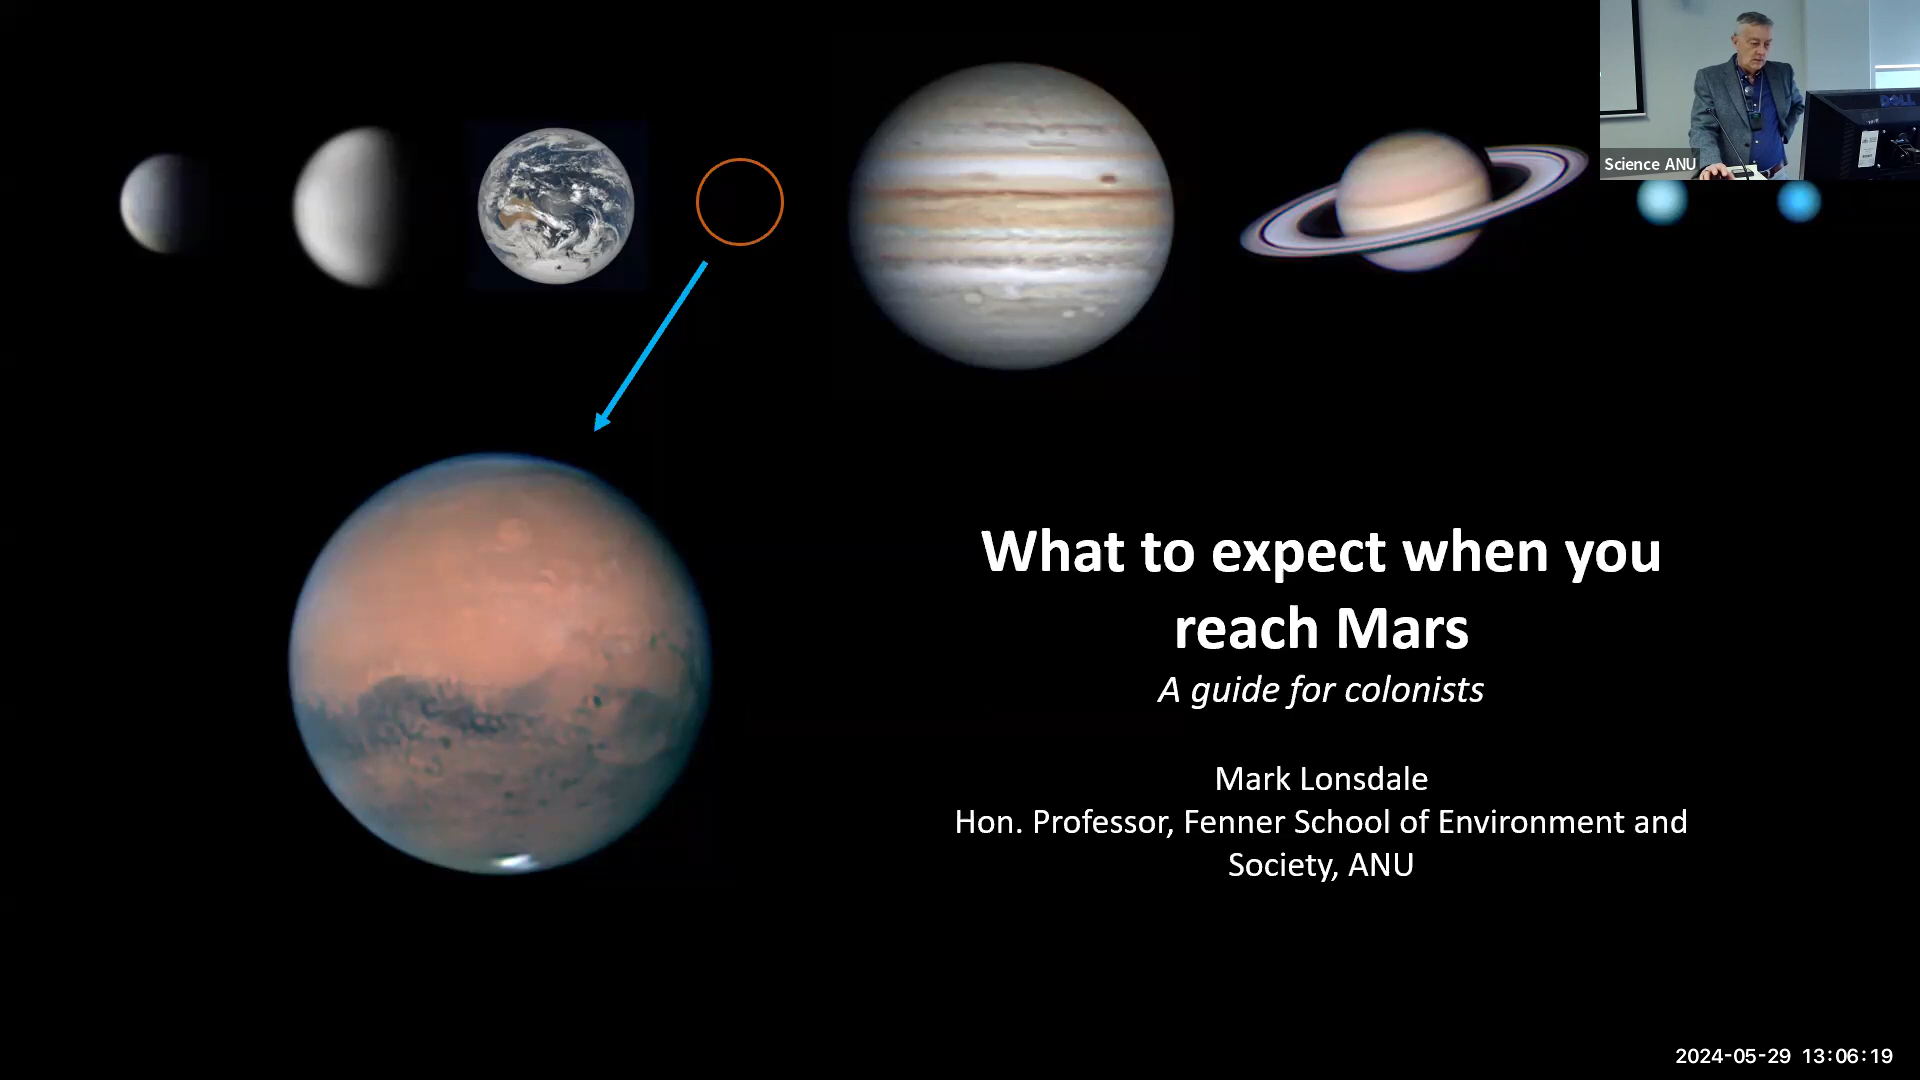 DELL
Science ANU
What to expect when you
reach Mars
A guide for colonists
Mark Lonsdale
Hon. Professor, Fenner School of Environment and
Society, ANU
2024-05-29 13:06:19